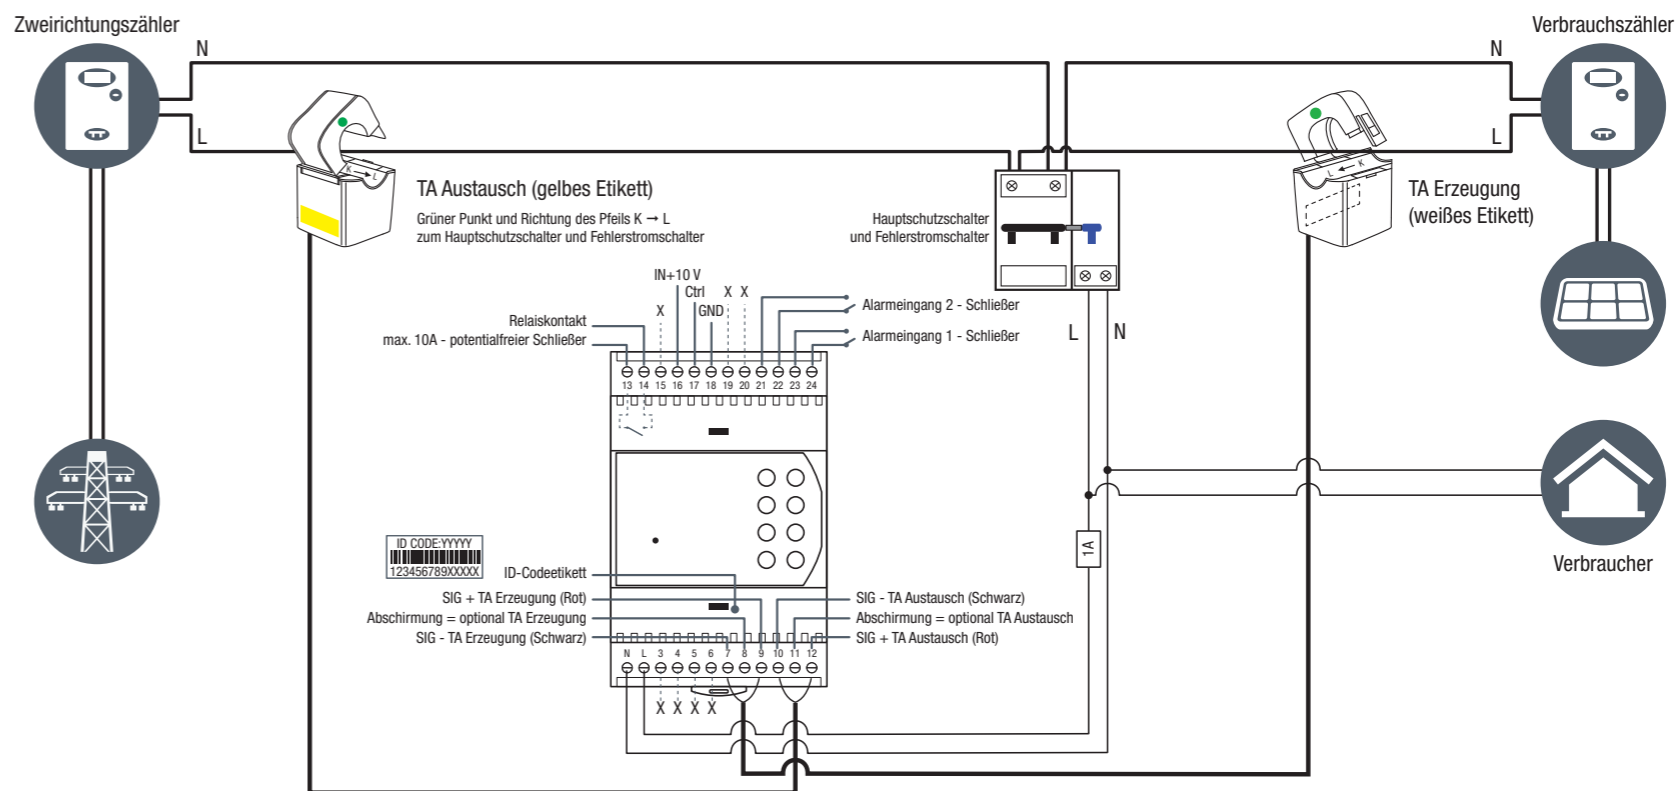 Zweirichtungszähler
Verbrauchszähler
N
N
L
L
K → L
L ← K
TA Austausch (gelbes Etikett)
Grüner Punkt und Richtung des Pfeils K → L
zum Hauptschutzschalter und Fehlerstromschalter
Hauptschutzschalter
und Fehlerstromschalter
TA Erzeugung
(weißes Etikett)
IN+10 V
Ctrl
X X
X
GND
Relaiskontakt
max. 10A - potentialfreier Schließer
Alarmeingang 2 - Schließer
Alarmeingang 1 - Schließer
L N
13 14 15 16 17 18 19 20 21 22 23 24
1A
ID CODE:YYYYY
123456789XXXXX
ID-Codeetikett
SIG + TA Erzeugung (Rot)
Abschirmung = optional TA Erzeugung
SIG - TA Erzeugung (Schwarz)
SIG - TA Austausch (Schwarz)
Abschirmung = optional TA Austausch
SIG + TA Austausch (Rot)
N L 3 4 5 6 7 8 9 10 11 12
X X X X
Verbraucher